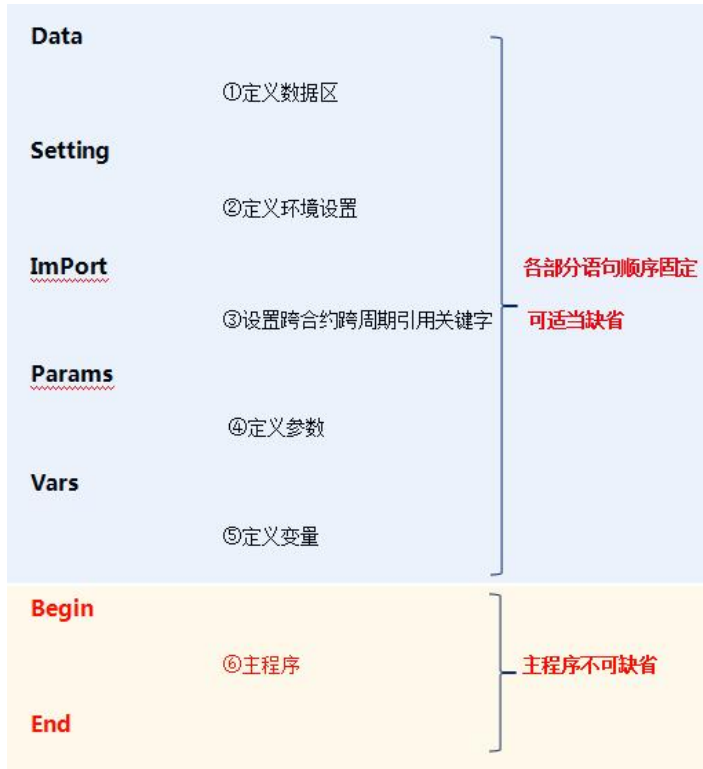 Data
①定义数据区
Setting
②定义环境设置
ImPort
各部分语句顺序固定
③设置跨合约跨周期引用关键字
可适当缺省
Params
④定义参数
Vars
⑤定义变量
Begin
⑥主程序
主程序不可缺省
End